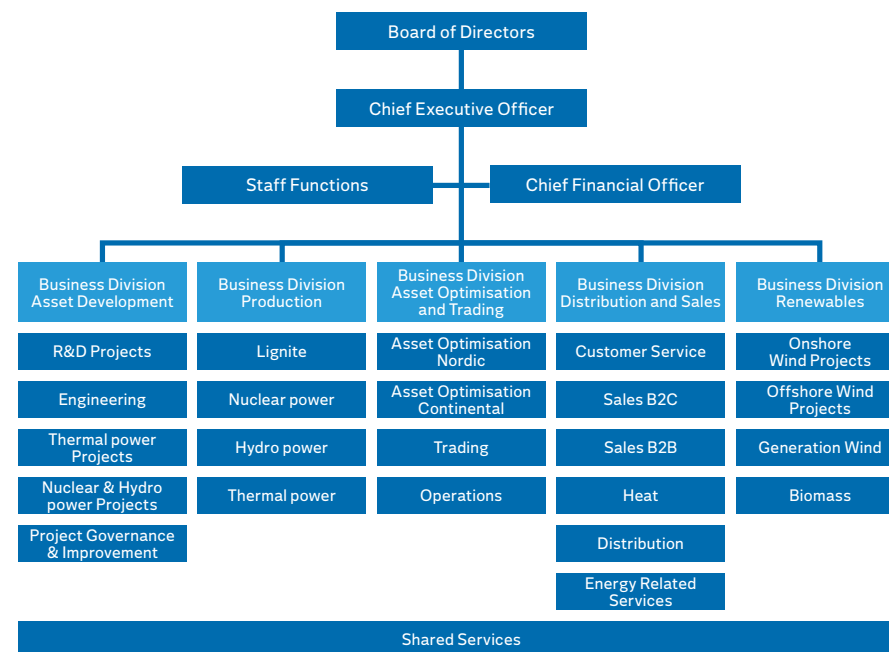 Board of Directors
Chief Executive Officer
Staff Functions
Chief Financial Officer
Business Division
Asset Development
R&D Projects
Engineering
Thermal power
Projects
Nuclear & Hydro
power Projects
Project Governance
& Improvement
Business Division
Production
Lignite
Nuclear power
Hydro power
Thermal power
Business Division
Asset Optimisation
and Trading
Asset Optimisation
Nordic
Asset Optimisation
Continental
Trading
Operations
Business Division
Distribution and Sales
Customer Service
Sales B2C
Sales B2B
Heat
Distribution
Energy Related
Services
Business Division
Renewables
Onshore
Wind Projects
Offshore Wind
Projects
Generation Wind
Biomass
Shared Services